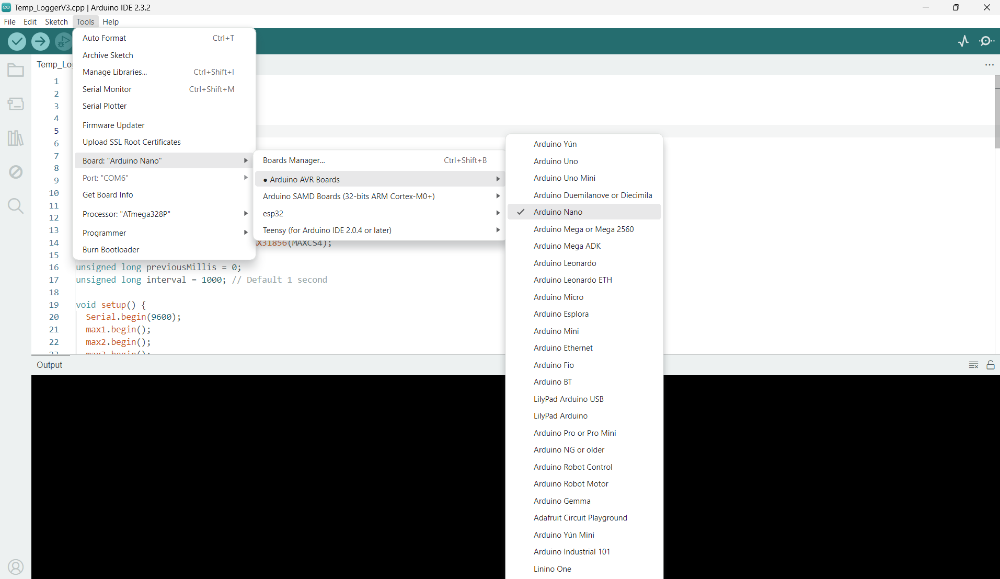 Temp_LoggerV3.cpp | Arduino IDE 2.3.2
File Edit Sketch Tools Help
Auto Format Ctrl+T
Archive Sketch
Manage Libraries... Ctrl+Shift+I
Serial Monitor Ctrl+Shift+M
Serial Plotter
Firmware Updater
Upload SSL Root Certificates
Board: "Arduino Nano"
Port: "COM6"
Get Board Info
Processor: "ATmega328P"
Programmer
Burn Bootloader
Boards Manager... Ctrl+Shift+B
● Arduino AVR Boards
Arduino SAMD Boards (32-bits ARM Cortex-M0+)
esp32
Teensy (for Arduino IDE 2.0.4 or later)
Arduino Yún
Arduino Uno
Arduino Uno Mini
Arduino Duemilanove or Diecimila
Arduino Nano
Arduino Mega or Mega 2560
Arduino Mega ADK
Arduino Leonardo
Arduino Leonardo ETH
Arduino Micro
Arduino Esplora
Arduino Mini
Arduino Ethernet
Arduino Fio
Arduino BT
LilyPad Arduino USB
LilyPad Arduino
Arduino Pro or Pro Mini
Arduino NG or older
Arduino Robot Control
Arduino Robot Motor
Arduino Gemma
Adafruit Circuit Playground
Arduino Yún Mini
Arduino Industrial 101
Linino One
Temp_Lo
1
2
3
4
5
6
7
8
9
10
11
12
13
14 X31856(MAXCS4);
15
16 unsigned long previousMillis = 0;
17 unsigned long interval = 1000; // Default 1 second
18
19 void setup() {
20 Serial.begin(9600);
21 max1.begin();
22 max2.begin();
23 max3.begin();
Output